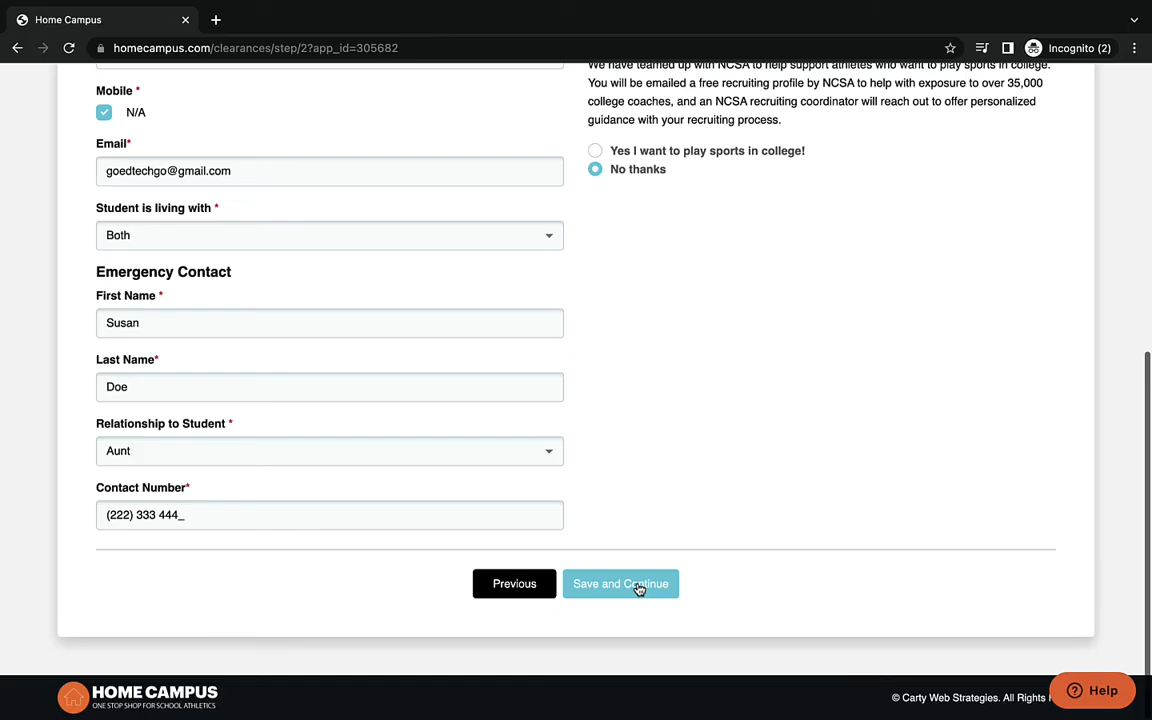 Home Campus
homecampus.com/clearances/step/2?app_id=305682
Incognito (2)
We have teamed up with NCSA to help support athletes who want to play sports in college.
You will be emailed a free recruiting profile by NCSA to help with exposure to over 35,000
college coaches, and an NCSA recruiting coordinator will reach out to offer personalized
guidance with your recruiting process.
Yes I want to play sports in college!
No thanks
Mobile *
N/A
Email*
goedtechgo@gmail.com
Student is living with *
Both
Emergency Contact
First Name *
Susan
Last Name*
Doe
Relationship to Student *
Aunt
Contact Number*
(222) 333 444_
Previous
Save and Continue
HOME CAMPUS
ONE STOP SHOP FOR SCHOOL ATHLETICS
© Carty Web Strategies. All Rights
Help